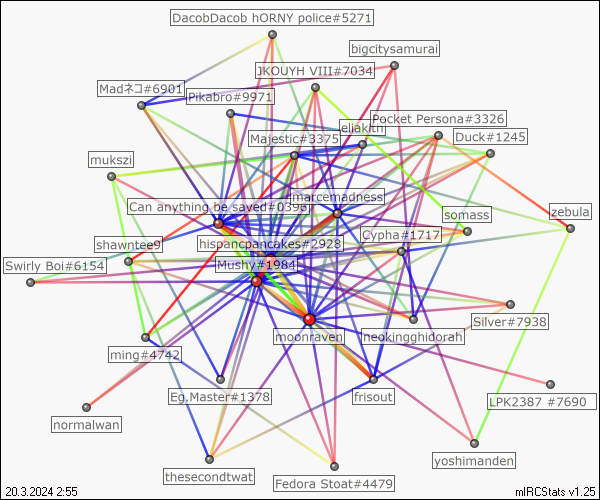 DacobDacob hORNY police#5271
bigcitysamurai
JKOUYH VIII#7034
Madネコ#6901
Pikabro#9971
Pocket Persona#3326
eliakth
Majestic#3375
Duck#1245
mukszi
marcemadness
Can anything be saved#0396
somass
zebula
Cypha#1717
shawntee9
hispanicpancakes#2928
Swirly Boi#6154
Mushy#1984
moonraven
neokingghidorah
Silver#7938
ming#4742
Eg.Master#1378
frisout
LPK2387 #7690
normalwan
yoshimanden
thesecondtwat
Fedora Stoat#4479
20.3.2024 2:55
mIRCStats v1.25